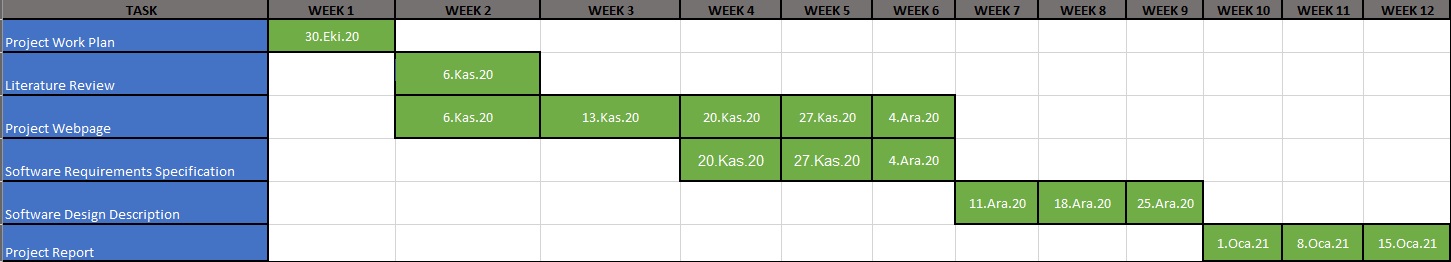 TASK WEEK 1 WEEK 2 WEEK 3 WEEK 4 WEEK 5 WEEK 6 WEEK 7 WEEK 8 WEEK 9 WEEK 10 WEEK 11 WEEK 12
Project Work Plan 30.Eki.20
Literature Review 6.Kas.20
Project Webpage 6.Kas.20 13.Kas.20 20.Kas.20 27.Kas.20 4.Ara.20
Software Requirements Specification 20.Kas.20 27.Kas.20 4.Ara.20
Software Design Description 11.Ara.20 18.Ara.20 25.Ara.20
Project Report 1.Oca.21 8.Oca.21 15.Oca.21